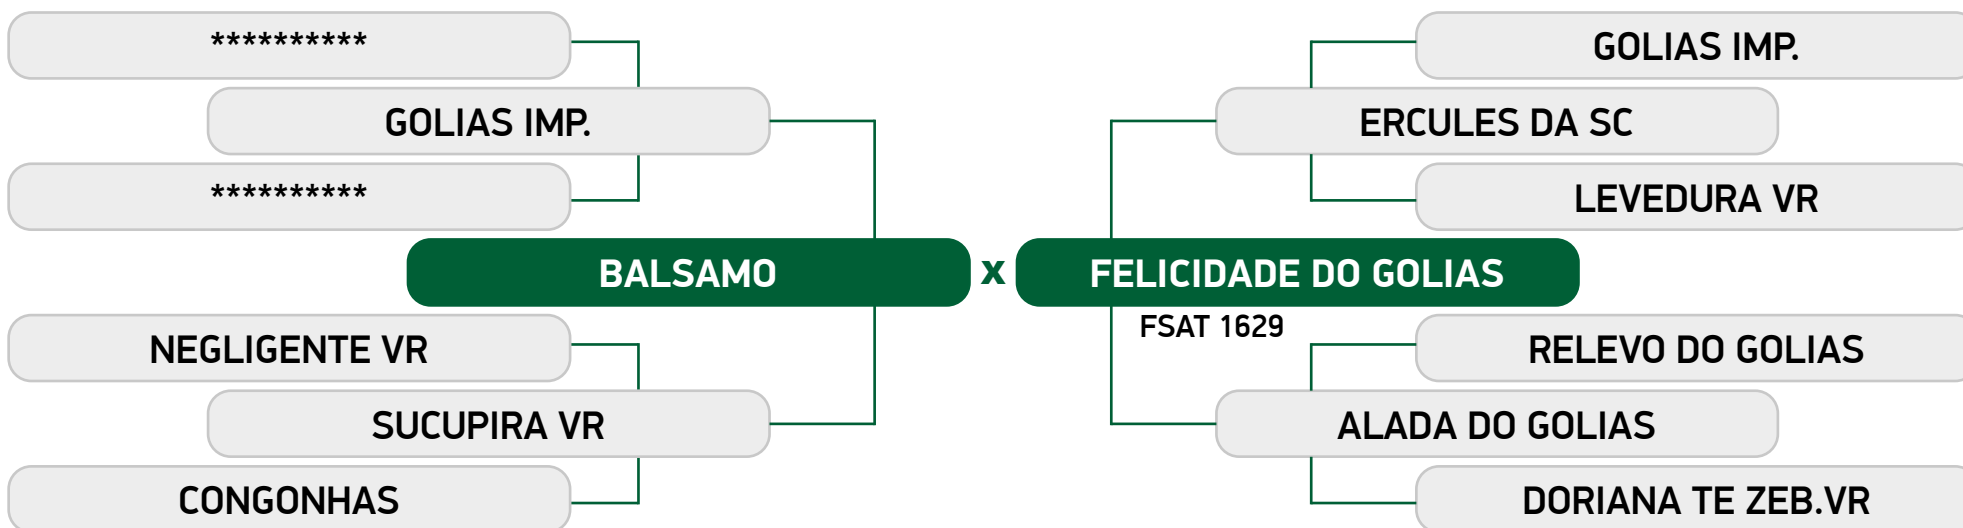 **********
GOLIAS IMP.
GOLIAS IMP.
ERCULES DA SC
**********
LEVEDURA VR
BALSAMO
x
FELICIDADE DO GOLIAS
FSAT 1629
NEGLIGENTE VR
RELEVO DO GOLIAS
SUCUPIRA VR
ALADA DO GOLIAS
CONGONHAS
DORIANA TE ZEB.VR